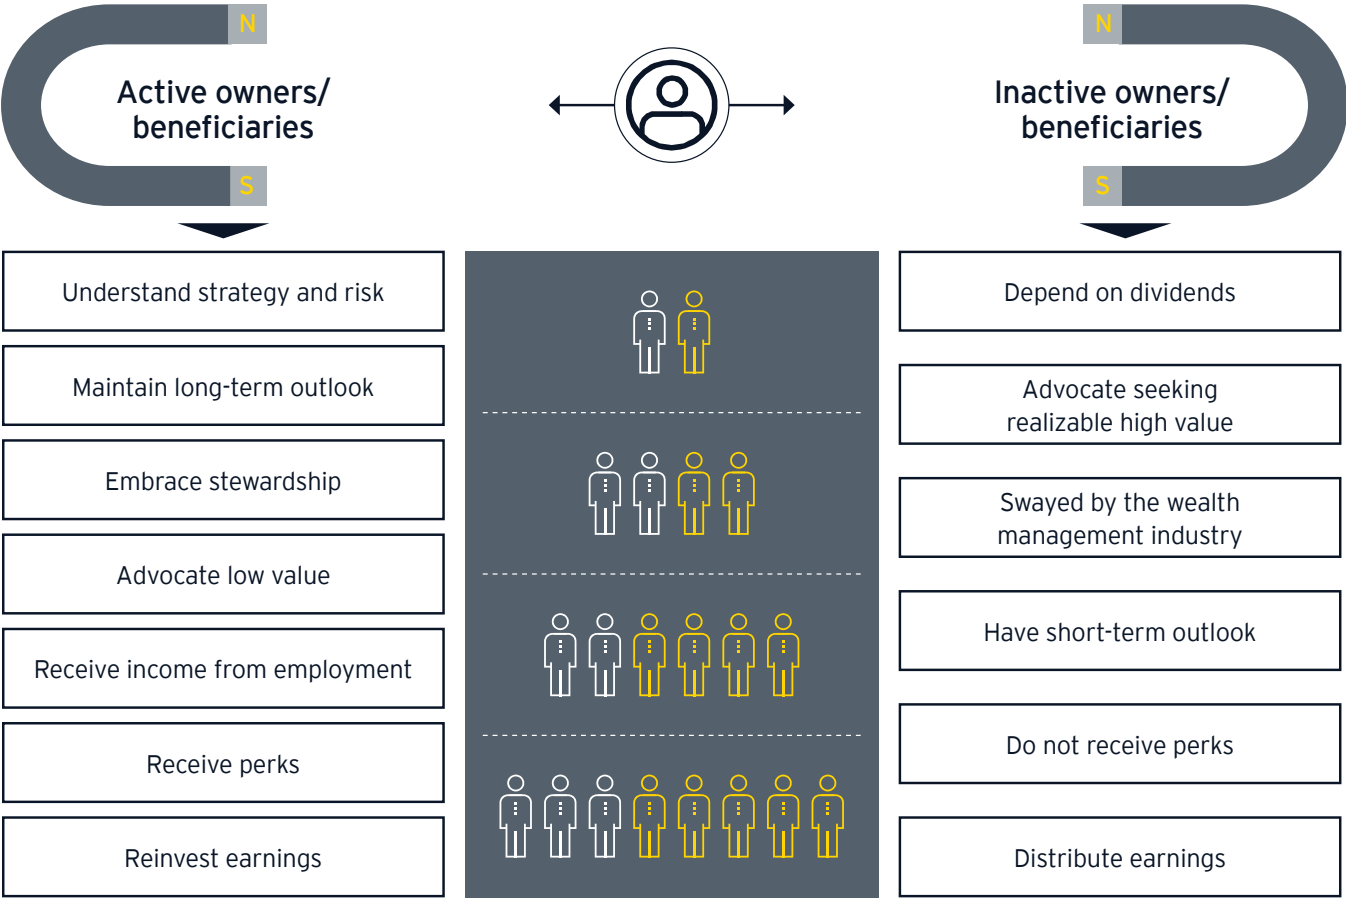 N
Active owners/
beneficiaries
S
Understand strategy and risk
Maintain long-term outlook
Embrace stewardship
Advocate low value
Receive income from employment
Receive perks
Reinvest earnings
N
Inactive owners/
beneficiaries
S
Depend on dividends
Advocate seeking
realizable high value
Swayed by the wealth
management industry
Have short-term outlook
Do not receive perks
Distribute earnings